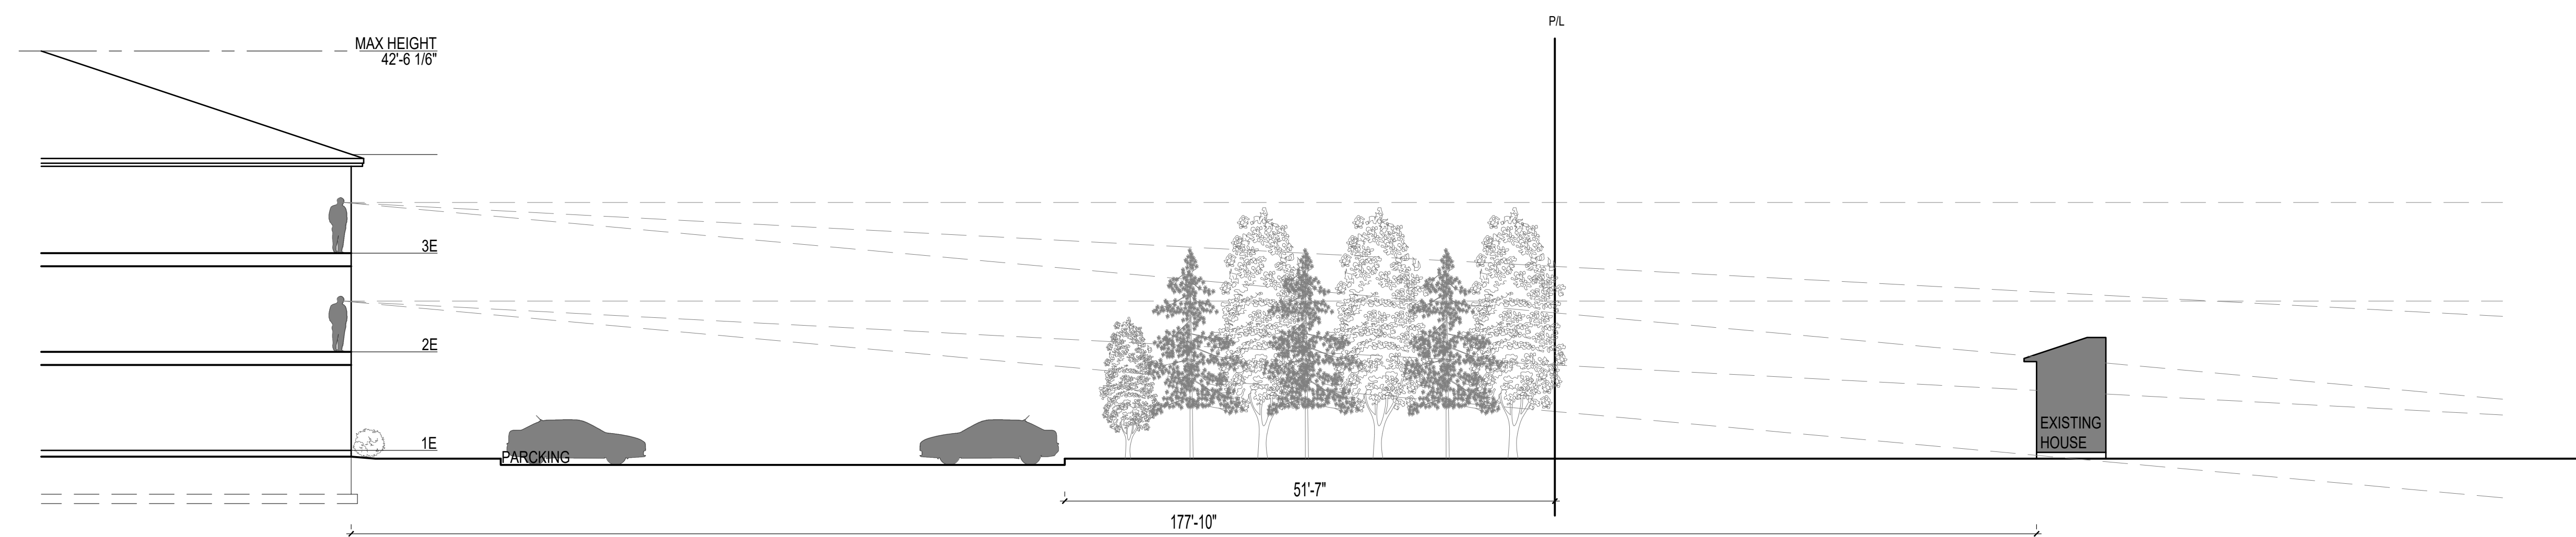 P/L
MAX HEIGHT
42'-6 1/6"
3E
2E
1E
PARCKING
EXISTING
HOUSE
51'-7"
177'-10"